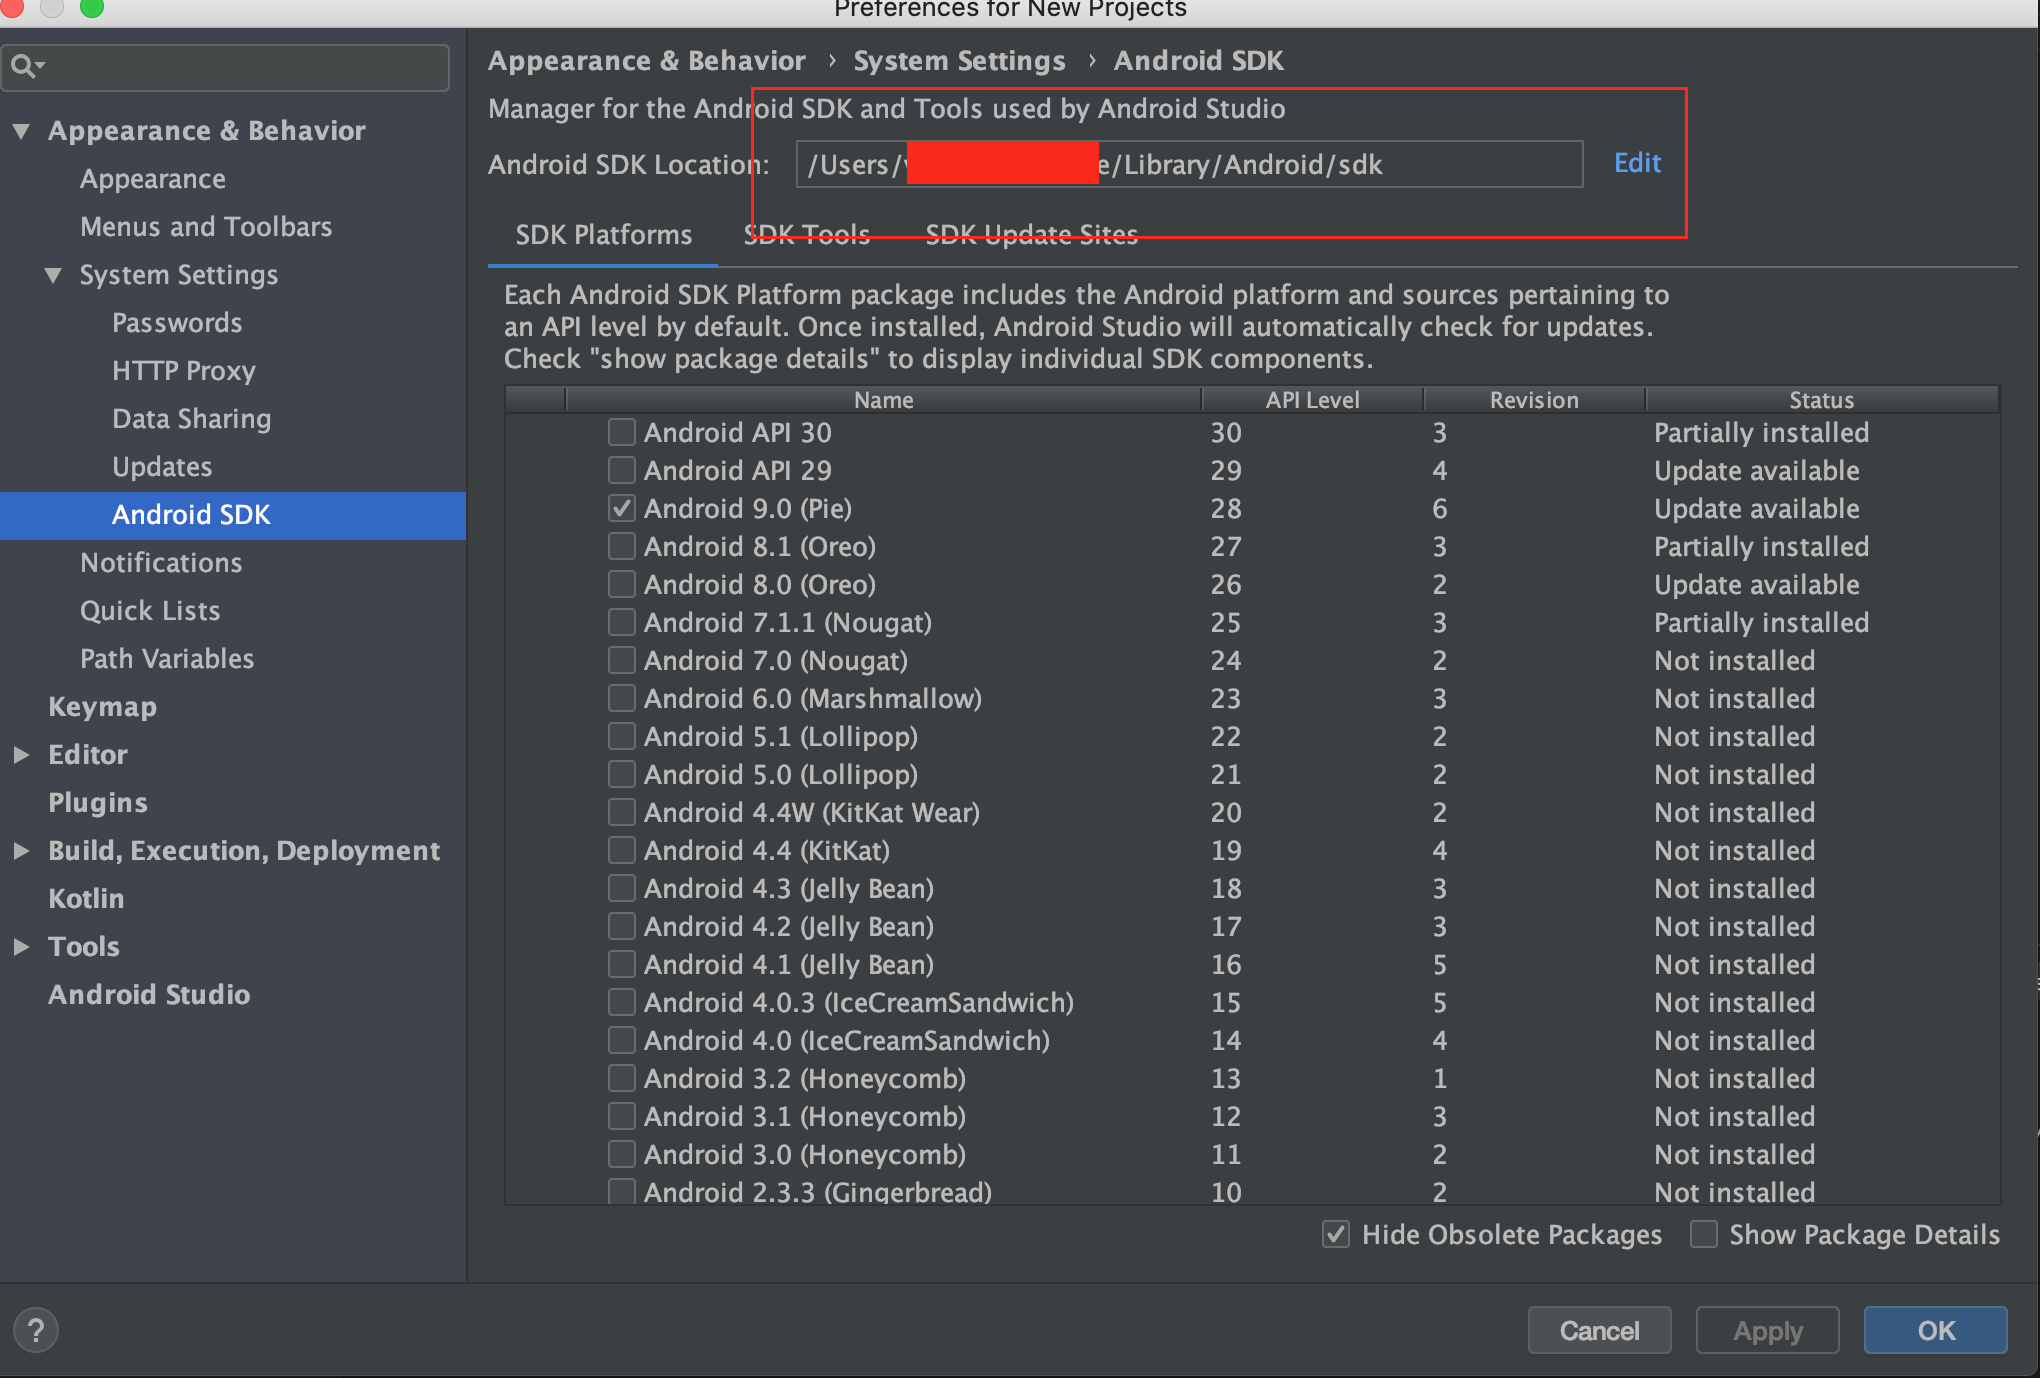 Preferences for New Projects
Appearance & Behavior › System Settings › Android SDK
Manager for the Android SDK and Tools used by Android Studio
Android SDK Location: /Users/ e/Library/Android/sdk Edit
SDK Platforms SDK Tools SDK Update Sites
Each Android SDK Platform package includes the Android platform and sources pertaining to
an API level by default. Once installed, Android Studio will automatically check for updates.
Check "show package details" to display individual SDK components.
Name API Level Revision Status
Android API 30 30 3 Partially installed
Android API 29 29 4 Update available
Android 9.0 (Pie) 28 6 Update available
Android 8.1 (Oreo) 27 3 Partially installed
Android 8.0 (Oreo) 26 2 Update available
Android 7.1.1 (Nougat) 25 3 Partially installed
Android 7.0 (Nougat) 24 2 Not installed
Android 6.0 (Marshmallow) 23 3 Not installed
Android 5.1 (Lollipop) 22 2 Not installed
Android 5.0 (Lollipop) 21 2 Not installed
Android 4.4W (KitKat Wear) 20 2 Not installed
Android 4.4 (KitKat) 19 4 Not installed
Android 4.3 (Jelly Bean) 18 3 Not installed
Android 4.2 (Jelly Bean) 17 3 Not installed
Android 4.1 (Jelly Bean) 16 5 Not installed
Android 4.0.3 (IceCreamSandwich) 15 5 Not installed
Android 4.0 (IceCreamSandwich) 14 4 Not installed
Android 3.2 (Honeycomb) 13 1 Not installed
Android 3.1 (Honeycomb) 12 3 Not installed
Android 3.0 (Honeycomb) 11 2 Not installed
Android 2.3.3 (Gingerbread) 10 2 Not installed
Hide Obsolete Packages Show Package Details
Appearance & Behavior
Appearance
Menus and Toolbars
System Settings
Passwords
HTTP Proxy
Data Sharing
Updates
Android SDK
Notifications
Quick Lists
Path Variables
Keymap
Editor
Plugins
Build, Execution, Deployment
Kotlin
Tools
Android Studio
?
Cancel Apply OK